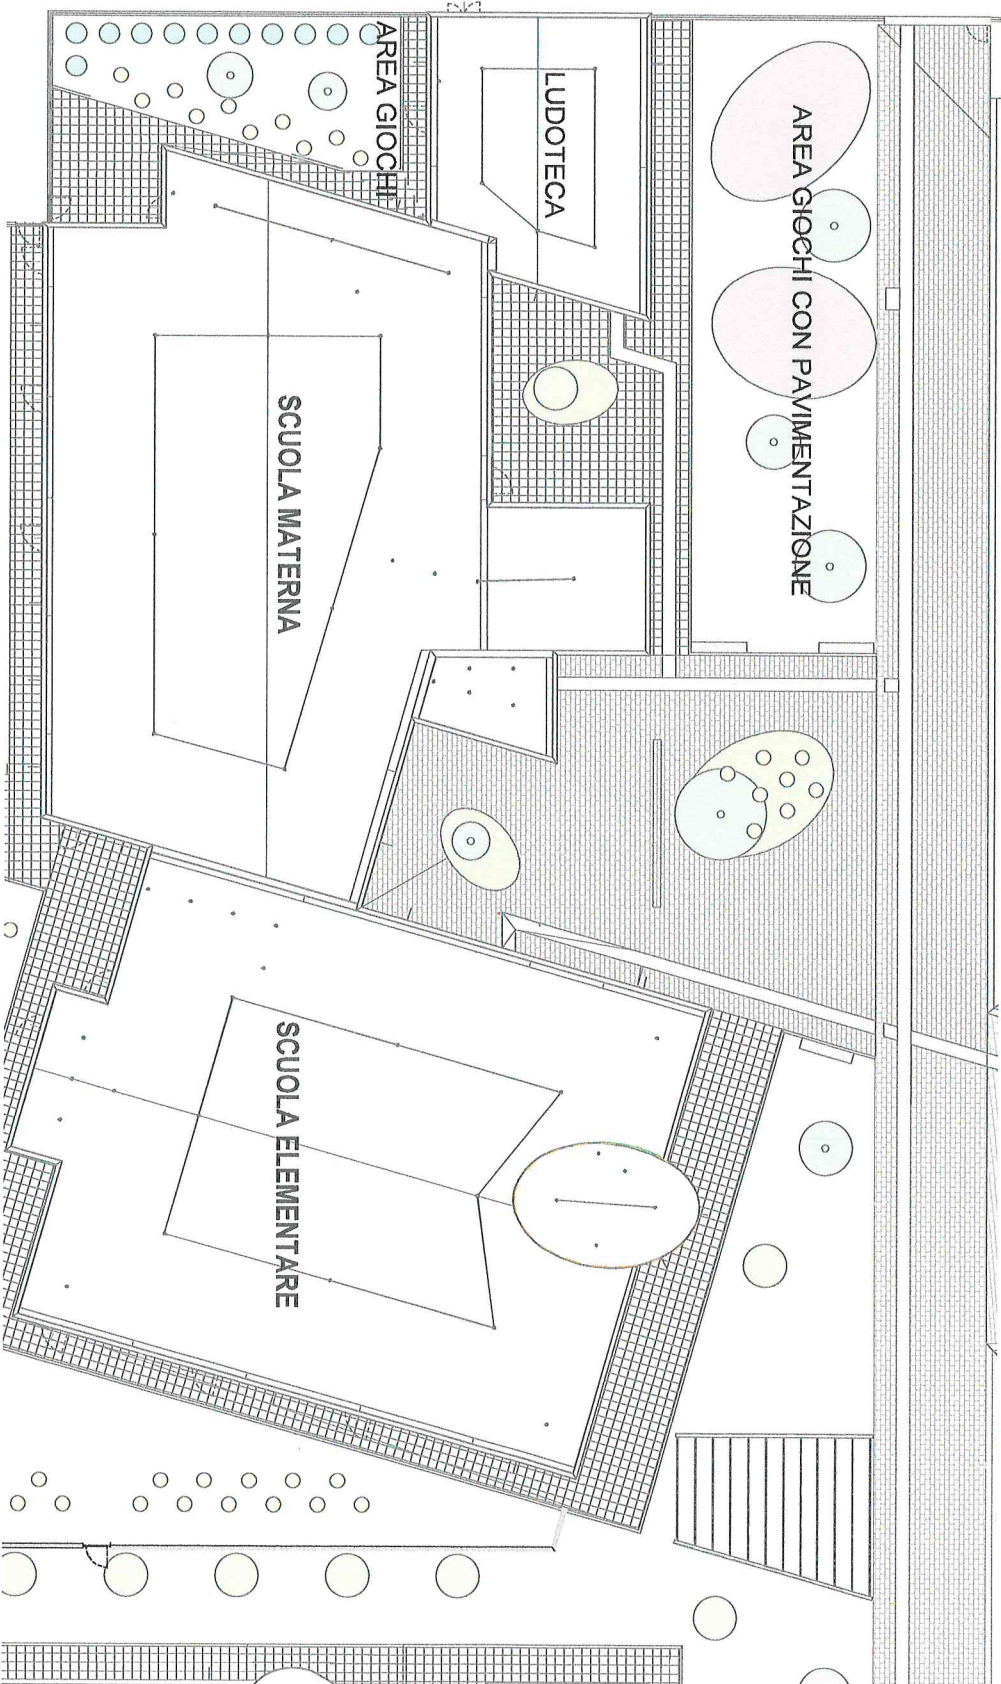 AREA GIOCHI
LUDOTECA
AREA GIOCHI CON PAVIMENTAZIONE
SCUOLA MATERNA
SCUOLA ELEMENTARE